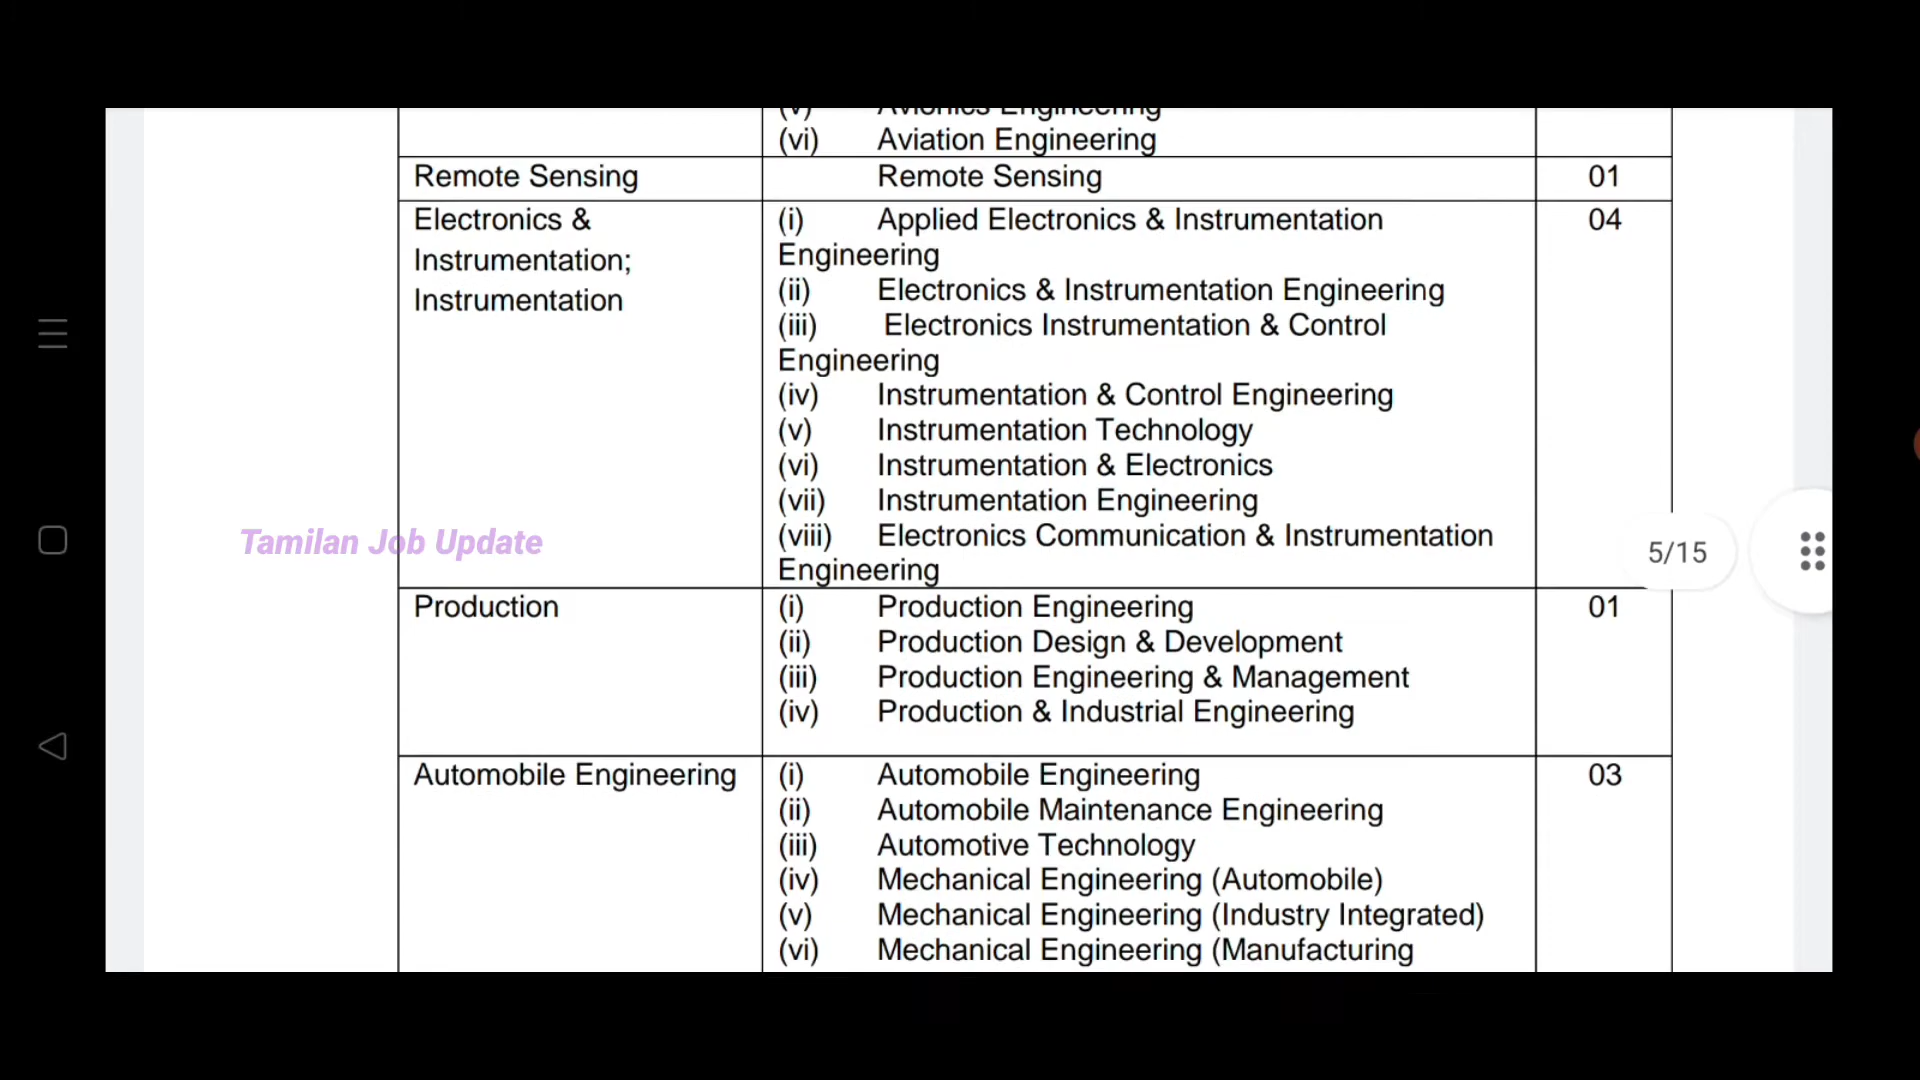 (v) Avionics Engineering
(vi) Aviation Engineering
Remote Sensing Remote Sensing 01
Electronics & (i) Applied Electronics & Instrumentation 04
Engineering
Instrumentation;
(ii) Electronics & Instrumentation Engineering
Instrumentation
(iii) Electronics Instrumentation & Control
Engineering
(iv) Instrumentation & Control Engineering
(v) Instrumentation Technology
(vi) Instrumentation & Electronics
(vii) Instrumentation Engineering
(viii) Electronics Communication & Instrumentation
Tamilan Job Update
5/15
Engineering
Production (i) Production Engineering 01
(ii) Production Design & Development
(iii) Production Engineering & Management
(iv) Production & Industrial Engineering
Automobile Engineering (i) Automobile Engineering 03
(ii) Automobile Maintenance Engineering
(iii) Automotive Technology
(iv) Mechanical Engineering (Automobile)
(v) Mechanical Engineering (Industry Integrated)
(vi) Mechanical Engineering (Manufacturing